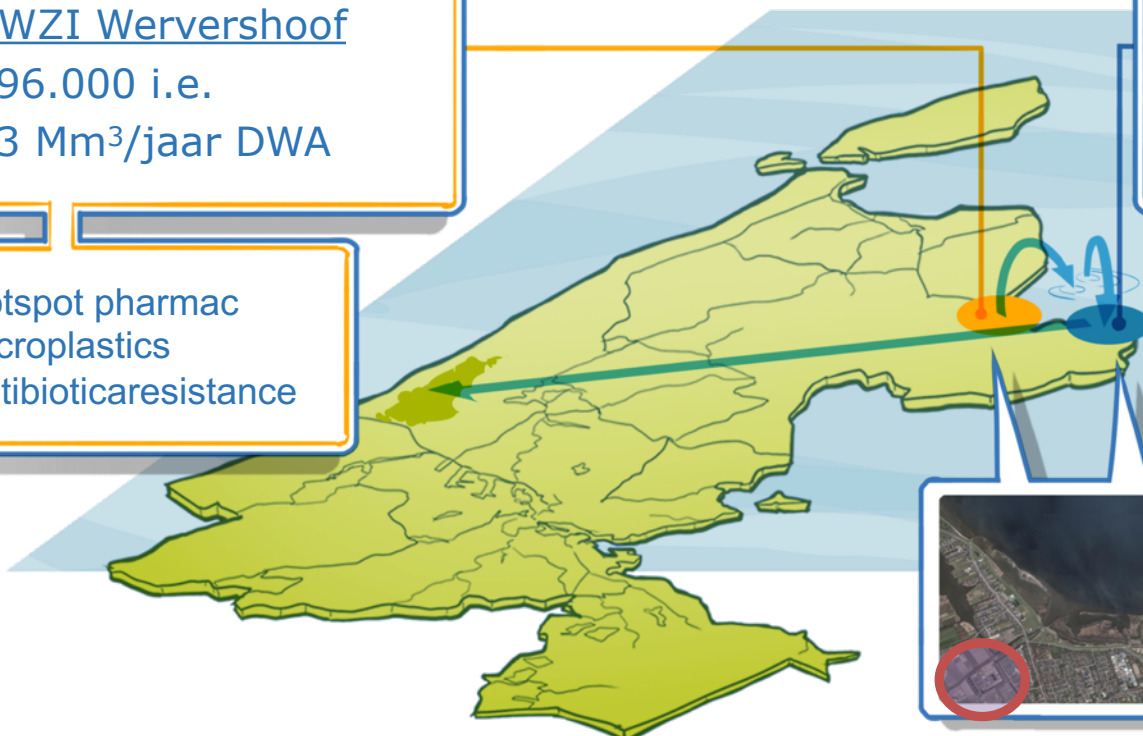 WZI Wervershoof
96.000 i.e.
3 Mm³/jaar DWA
otspot pharmac
croplastics
tibioticaresistance